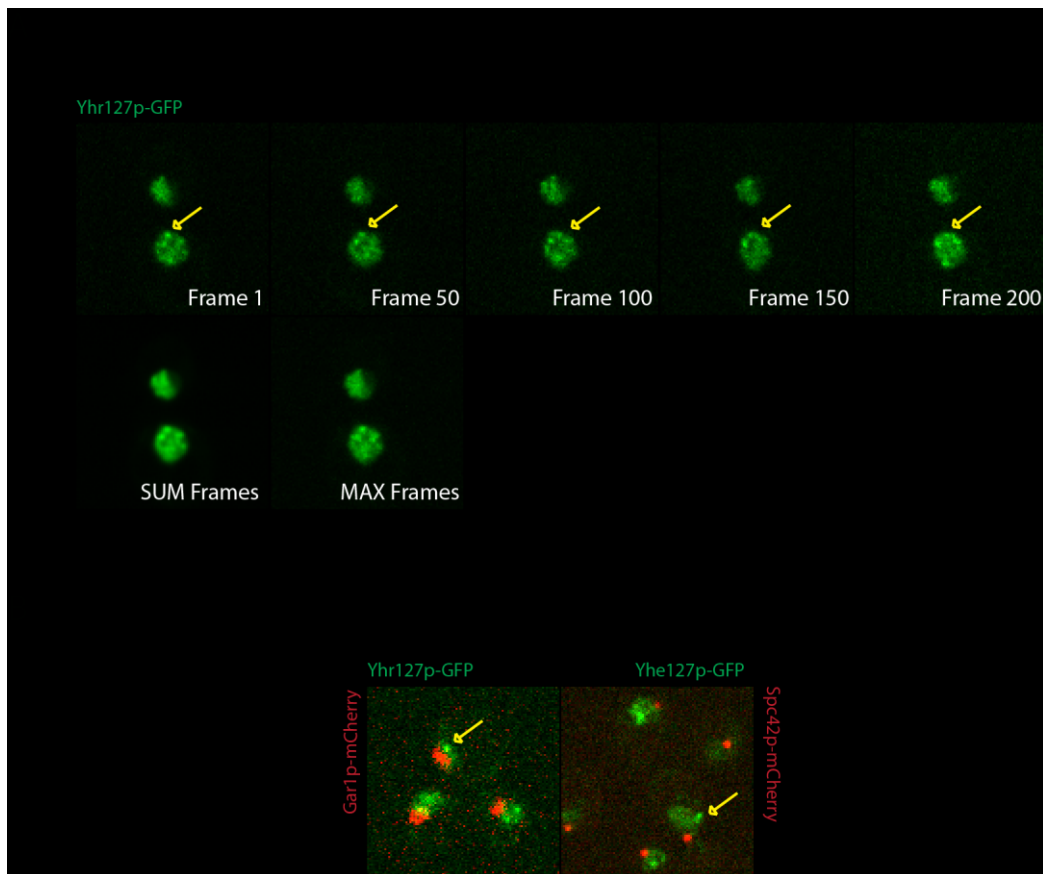 Yhr127p-GFP
Frame 1
Frame 50
Frame 100
Frame 150
Frame 200
SUM Frames
MAX Frames
Yhr127p-GFP
Yhe127p-GFP
Gar1p-mCherry
Spc42p-mCherry